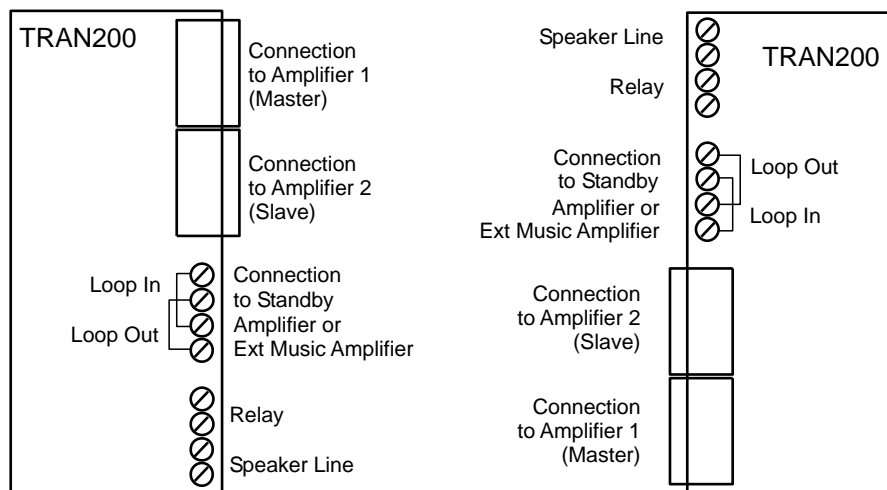 TRAN200
Connection
to Amplifier 1
(Master)
Connection
to Amplifier 2
(Slave)
Loop In
Loop Out
Connection
to Standby
Amplifier or
Ext Music Amplifier
Relay
Speaker Line
Speaker Line
TRAN200
Relay
Connection
to Standby
Amplifier or
Ext Music Amplifier
Loop Out
Loop In
Connection
to Amplifier 2
(Slave)
Connection
to Amplifier 1
(Master)